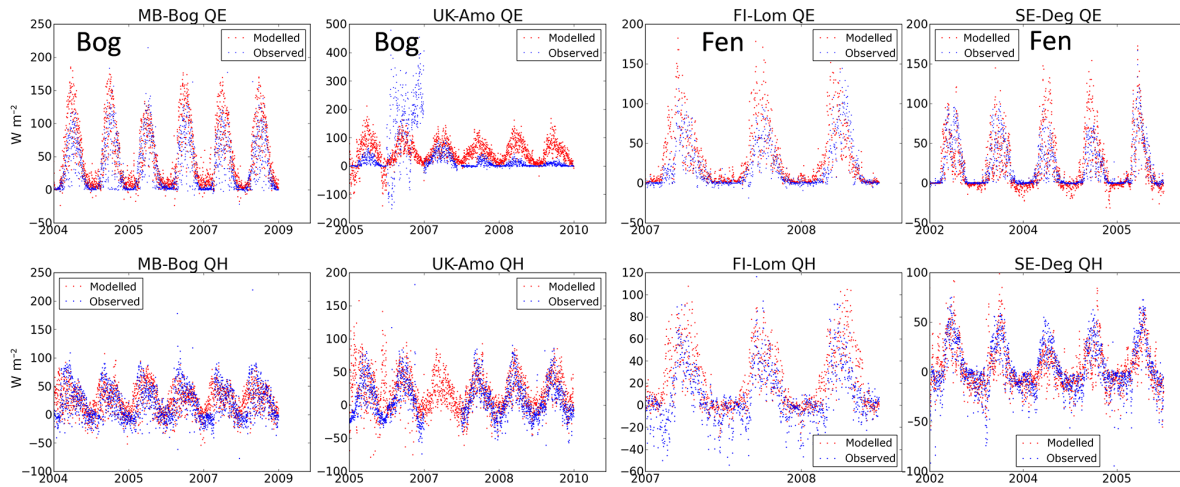 MB-Bog QE
UK-Amo QE
FI-Lom QE
SE-Deg QE
250
200
150
100
50
0
−50
W m⁻²
Bog
Modelled
Observed
2004
2005
2007
2009
500
400
300
200
100
0
−100
−200
Bog
Modelled
Observed
2005
2007
2008
2010
200
150
100
50
0
−50
Fen
Modelled
Observed
2007
2008
200
150
100
50
0
−50
Fen
Modelled
Observed
2002
2004
2005
MB-Bog QH
UK-Amo QH
FI-Lom QH
SE-Deg QH
250
200
150
100
50
0
−50
−100
W m⁻²
Modelled
Observed
2004
2005
2007
2009
200
150
100
50
0
−50
−100
Modelled
Observed
2005
2007
2008
2010
120
100
80
60
40
20
0
−20
−40
−60
Modelled
Observed
2007
2008
100
50
0
−50
100
Modelled
Observed
2002
2004
2005